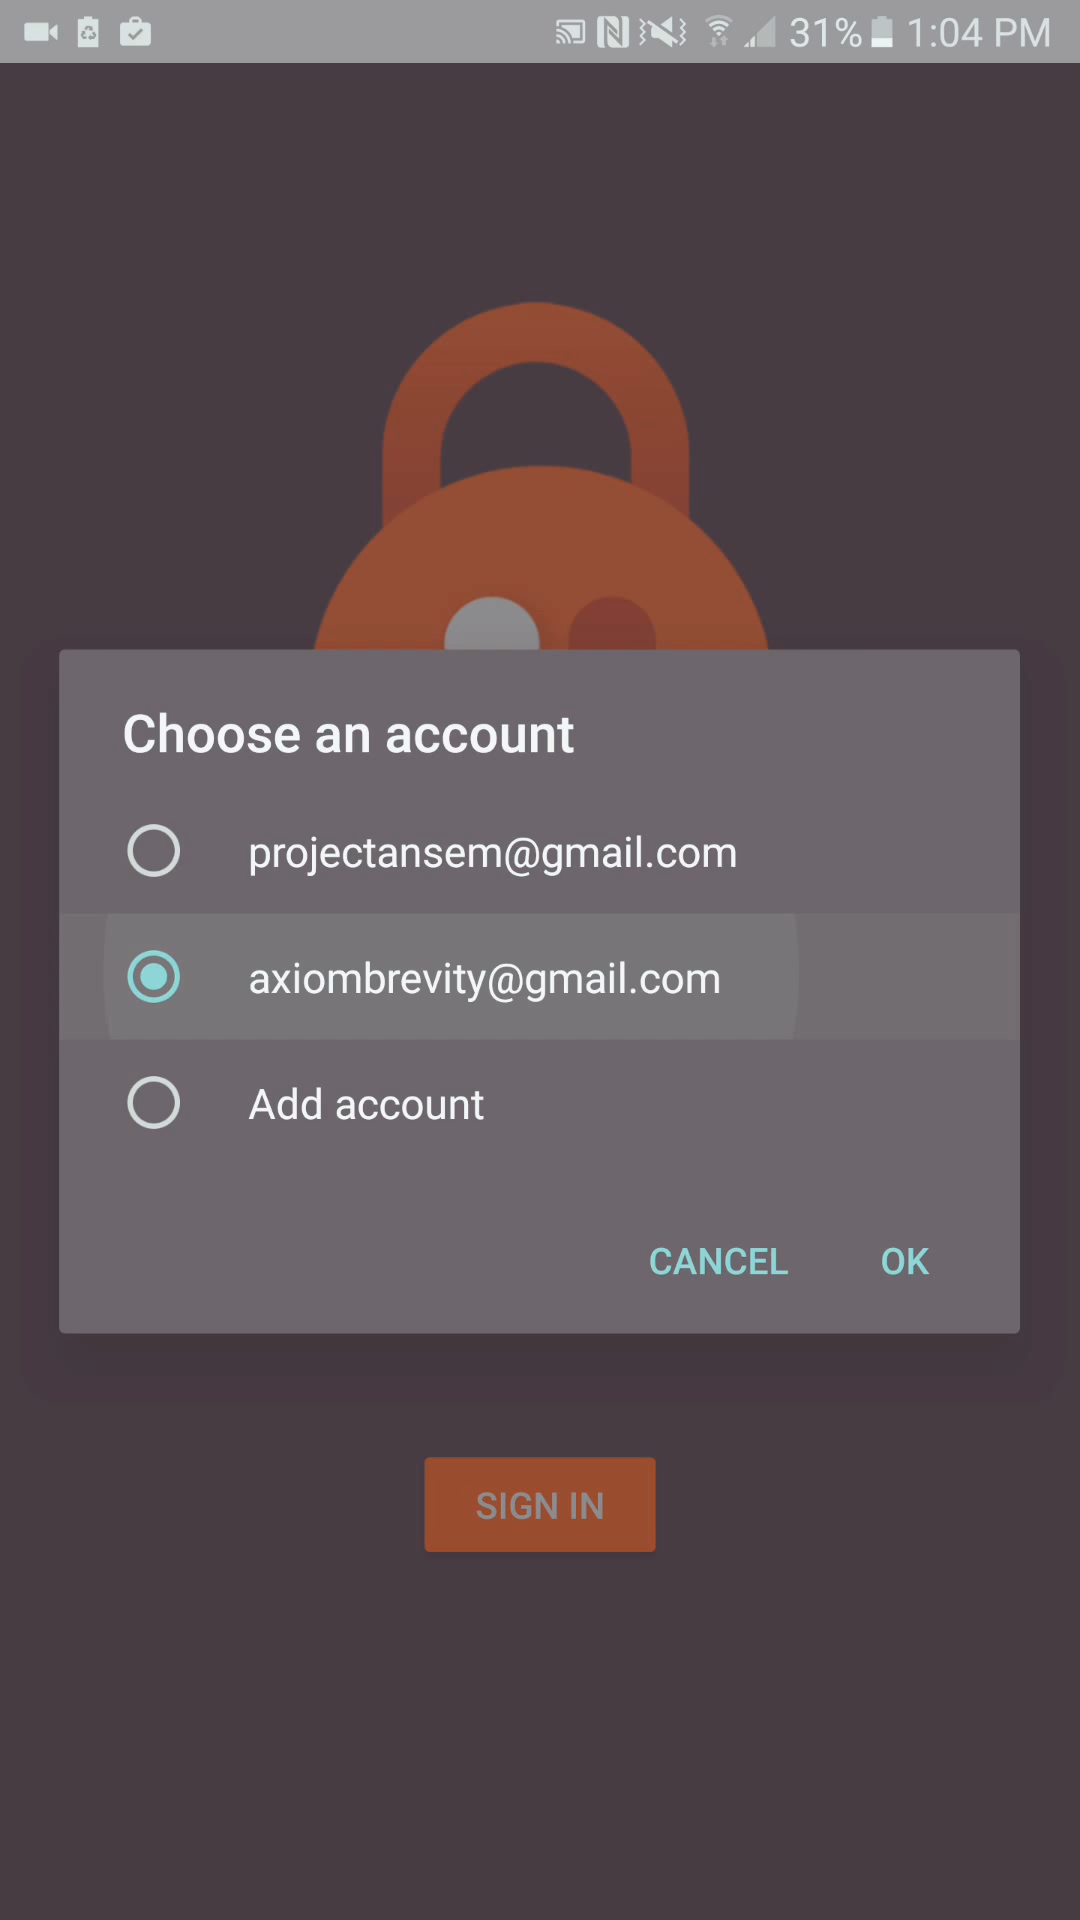 31% 1:04 PM
Choose an account
projectansem@gmail.com
axiombrevity@gmail.com
Add account
CANCEL OK
SIGN IN